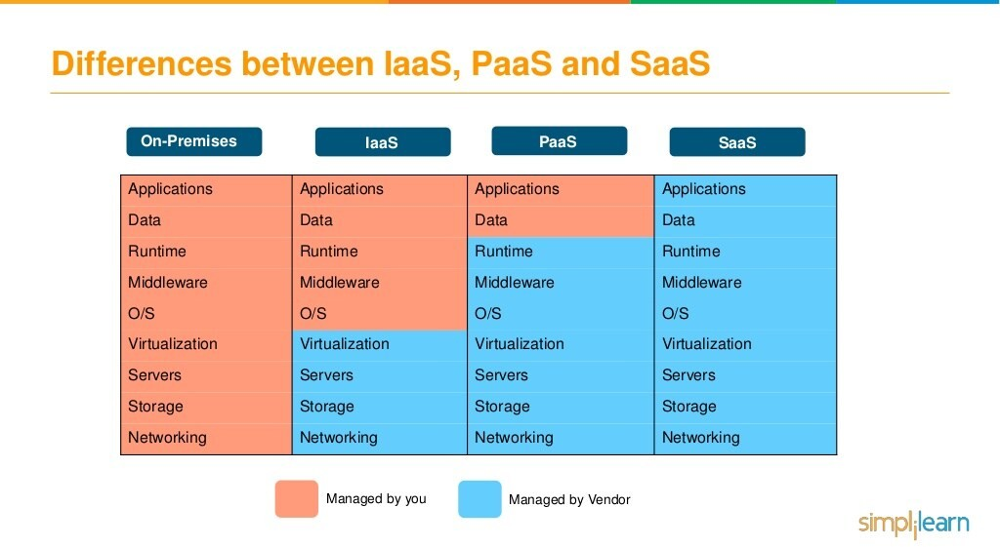 Differences between IaaS, PaaS and SaaS
On-Premises IaaS PaaS SaaS
Applications Applications Applications Applications
Data Data Data Data
Runtime Runtime Runtime Runtime
Middleware Middleware Middleware Middleware
O/S O/S O/S O/S
Virtualization Virtualization Virtualization Virtualization
Servers Servers Servers Servers
Storage Storage Storage Storage
Networking Networking Networking Networking
Managed by you Managed by Vendor
simplilearn